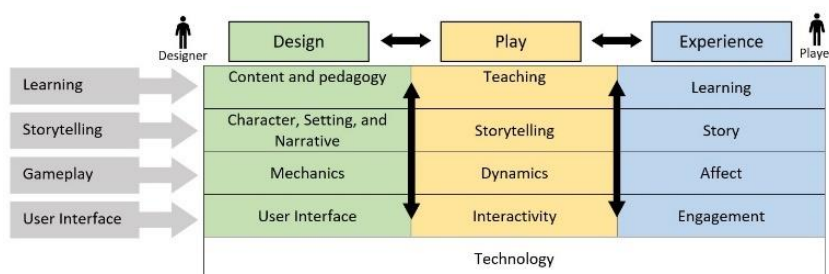 Design
Play
Experience
Designer
Playe
Learning
Content and pedagogy
Teaching
Learning
Storytelling
Character, Setting, and
Narrative
Storytelling
Story
Gameplay
Mechanics
Dynamics
Affect
User Interface
User Interface
Interactivity
Engagement
Technology